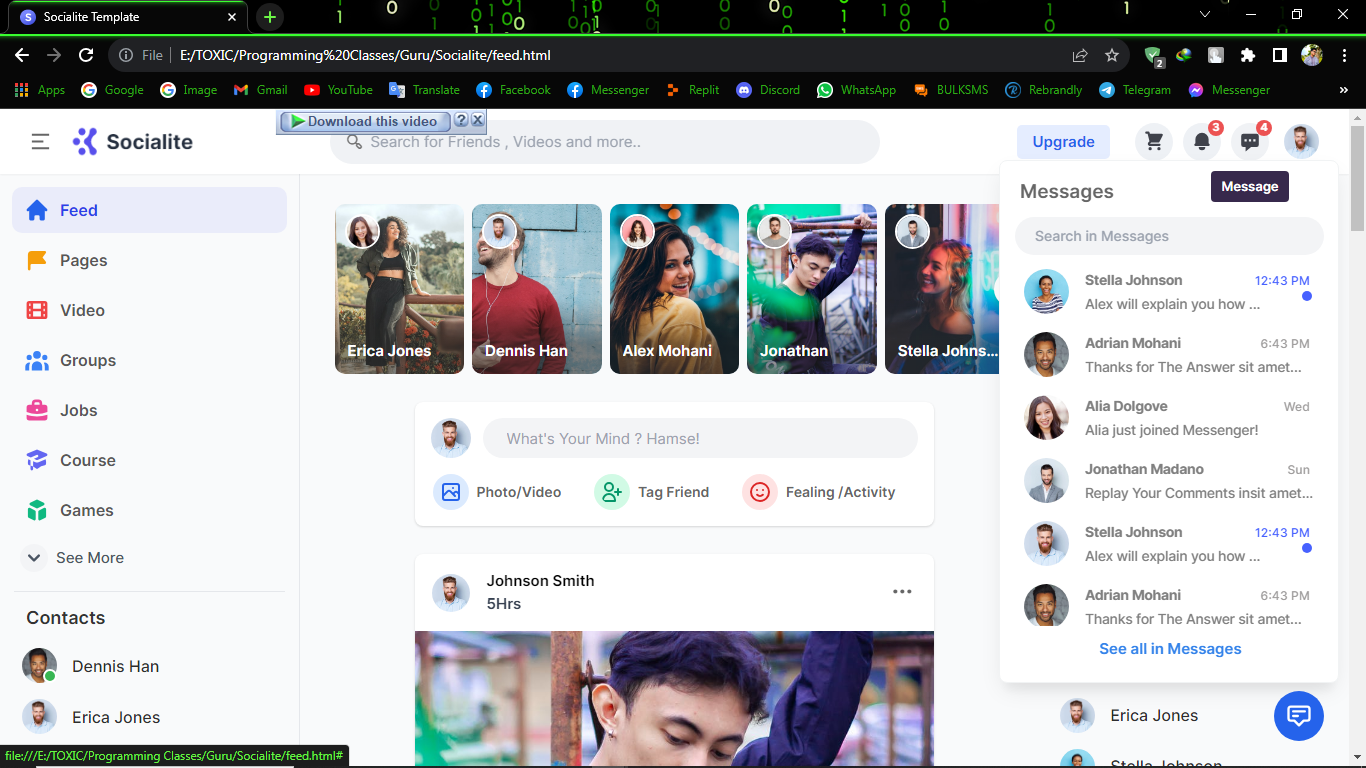 Socialite Template
File
E:/TOXIC/Programming%20Classes/Guru/Socialite/feed.html
2
Apps
Google
Image
Gmail
YouTube
Translate
Facebook
Messenger
Replit
Discord
WhatsApp
BULKSMS
Rebrandly
Telegram
Messenger
»
Download this video
?
Socialite
Search for Friends , Videos and more..
Upgrade
3
4
Feed
Pages
Video
Groups
Jobs
Course
Games
See More
Contacts
Dennis Han
Erica Jones
Erica Jones
Dennis Han
Alex Mohani
Jonathan
Stella Johns...
What's Your Mind ? Hamse!
Photo/Video
Tag Friend
Fealing /Activity
Johnson Smith
5Hrs
Messages
Message
Search in Messages
Stella Johnson
12:43 PM
Alex will explain you how ...
Adrian Mohani
6:43 PM
Thanks for The Answer sit amet...
Alia Dolgove
Wed
Alia just joined Messenger!
Jonathan Madano
Sun
Replay Your Comments insit amet...
Stella Johnson
12:43 PM
Alex will explain you how ...
Adrian Mohani
6:43 PM
Thanks for The Answer sit amet...
See all in Messages
Erica Jones
Stella Johnson
file:///E:/TOXIC/Programming Classes/Guru/Socialite/feed.html#